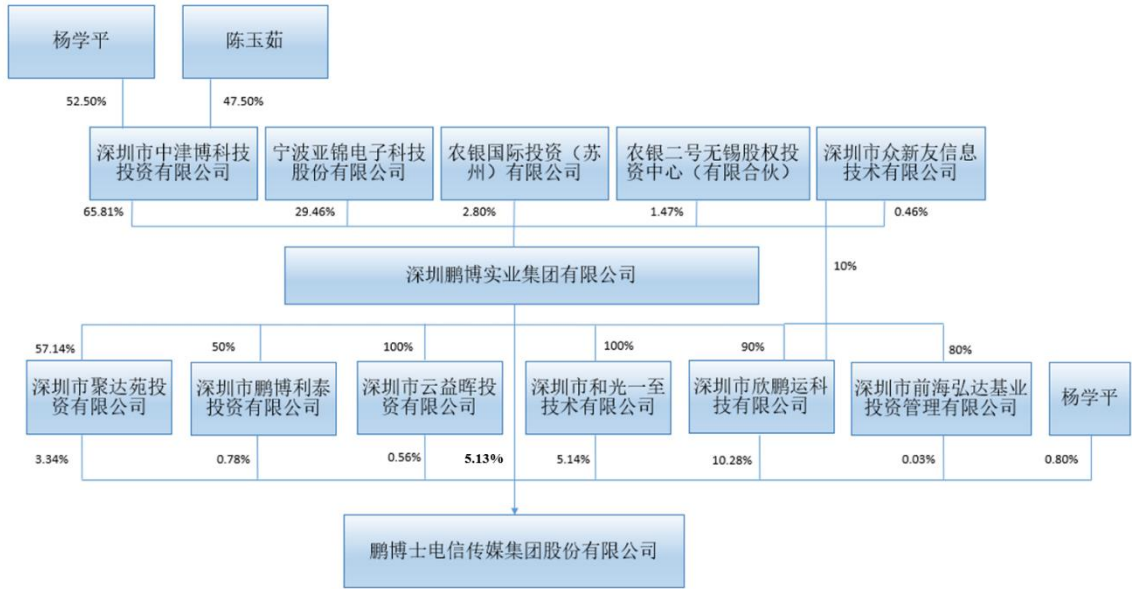 杨学平
陈玉茹
52.50%
47.50%
深圳市中津博科技
投资有限公司
宁波亚锦电子科技
股份有限公司
农银国际投资（苏
州）有限公司
农银二号无锡股权投
资中心（有限合伙）
深圳市众新友信息
技术有限公司
65.81%
29.46%
2.80%
1.47%
0.46%
深圳鹏博实业集团有限公司
10%
57.14%
50%
100%
100%
90%
80%
深圳市聚达苑投
资有限公司
深圳市鹏博利泰
投资有限公司
深圳市云益晖投
资有限公司
深圳市和光一至
技术有限公司
深圳市欣鹏运科
技有限公司
深圳市前海弘达基业
投资管理有限公司
杨学平
3.34%
0.78%
0.56%
5.13%
5.14%
10.28%
0.03%
0.80%
鹏博士电信传媒集团股份有限公司